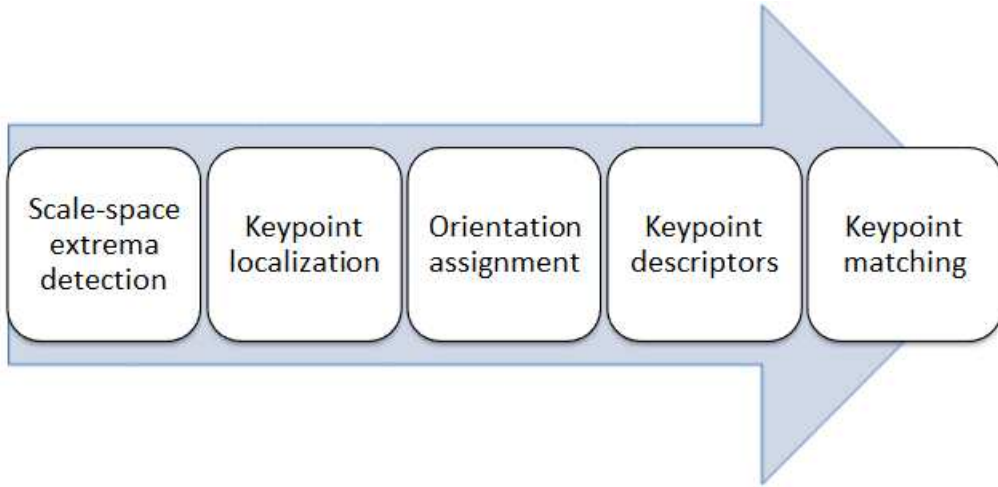 Scale-space
extrema
detection
Keypoint
localization
Orientation
assignment
Keypoint
descriptors
Keypoint
matching